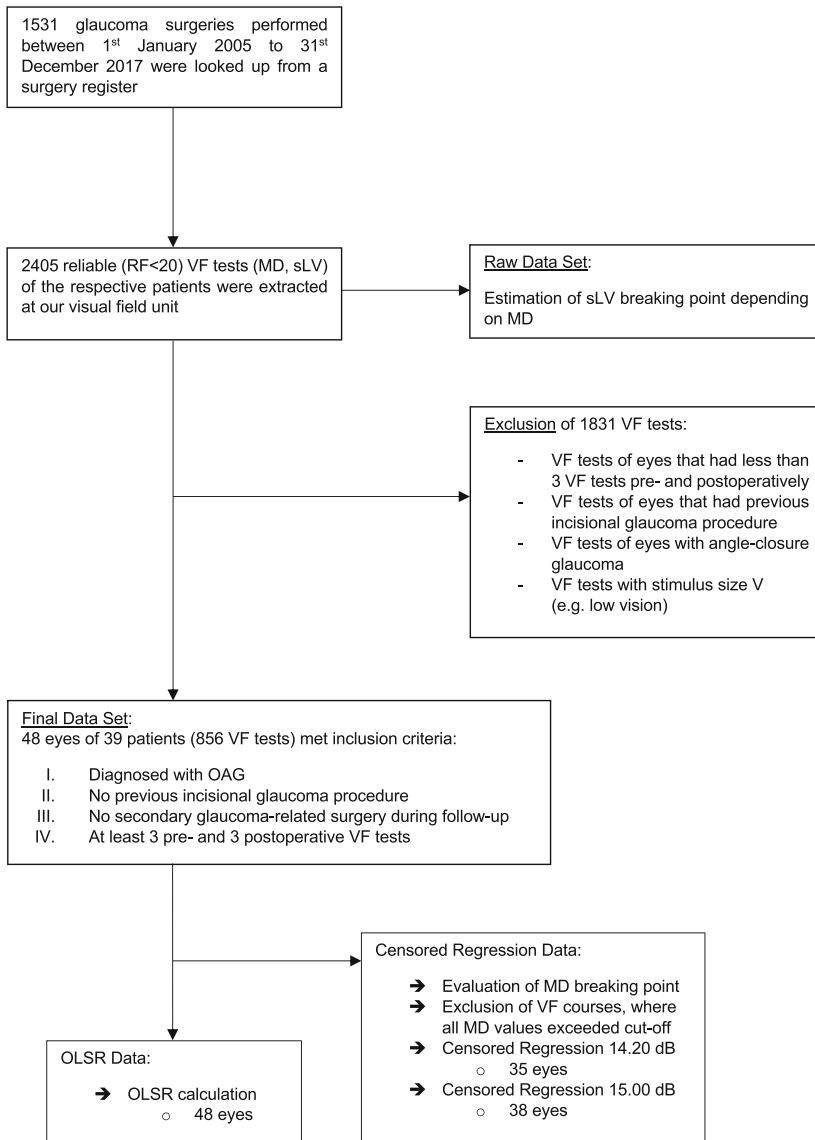 1531 glaucoma surgeries performed
between 1st January 2005 to 31st
December 2017 were looked up from a
surgery register
2405 reliable (RF<20) VF tests (MD, sLV)
of the respective patients were extracted
at our visual field unit
Raw Data Set:
Estimation of sLV breaking point depending
on MD
Exclusion of 1831 VF tests:
- VF tests of eyes that had less than
3 VF tests pre- and postoperatively
- VF tests of eyes that had previous
incisional glaucoma procedure
- VF tests of eyes with angle-closure
glaucoma
- VF tests with stimulus size V
(e.g. low vision)
Final Data Set:
48 eyes of 39 patients (856 VF tests) met inclusion criteria:
I. Diagnosed with OAG
II. No previous incisional glaucoma procedure
III. No secondary glaucoma-related surgery during follow-up
IV. At least 3 pre- and 3 postoperative VF tests
Censored Regression Data:
➔ Evaluation of MD breaking point
➔ Exclusion of VF courses, where
all MD values exceeded cut-off
➔ Censored Regression 14.20 dB
o 35 eyes
➔ Censored Regression 15.00 dB
o 38 eyes
OLSR Data:
➔ OLSR calculation
o 48 eyes